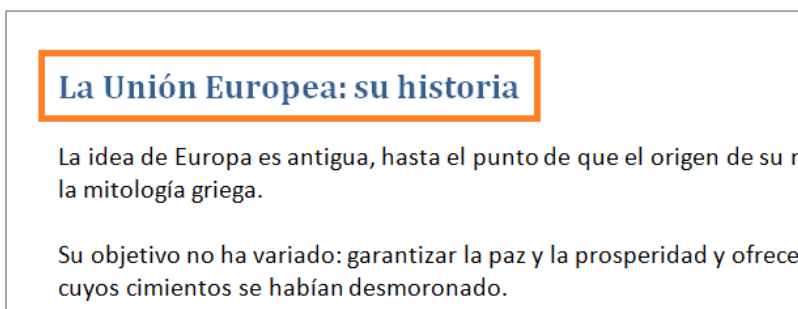 La Unión Europea: su historia
La idea de Europa es antigua, hasta el punto de que el origen de su
la mitología griega.
Su objetivo no ha variado: garantizar la paz y la prosperidad y ofrece
cuyos cimientos se habían desmoronado.